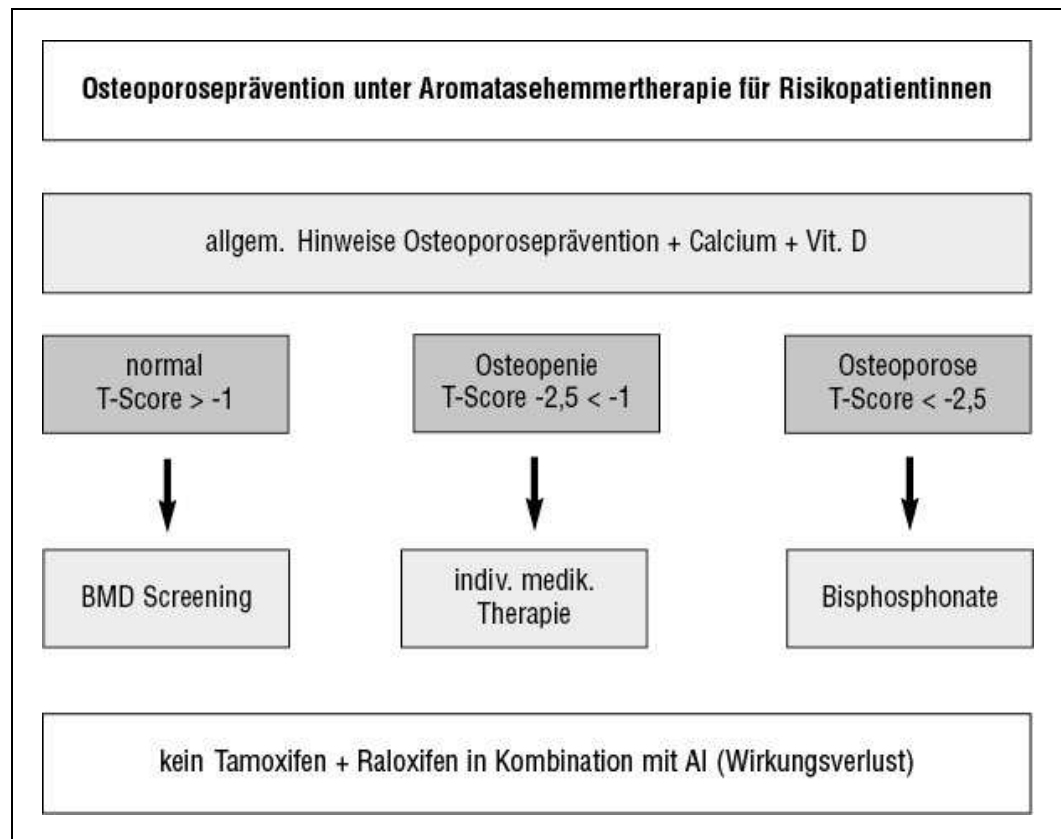 Osteoporoseprävention unter Aromatasehemmertherapie für Risikopatientinnen
allgem. Hinweise Osteoporoseprävention + Calcium + Vit. D
normal
T-Score > -1
Osteopenie
T-Score -2,5 < -1
Osteoporose
T-Score < -2,5
BMD Screening
indiv. medik.
Therapie
Bisphosphonate
kein Tamoxifen + Raloxifen in Kombination mit AI (Wirkungsverlust)